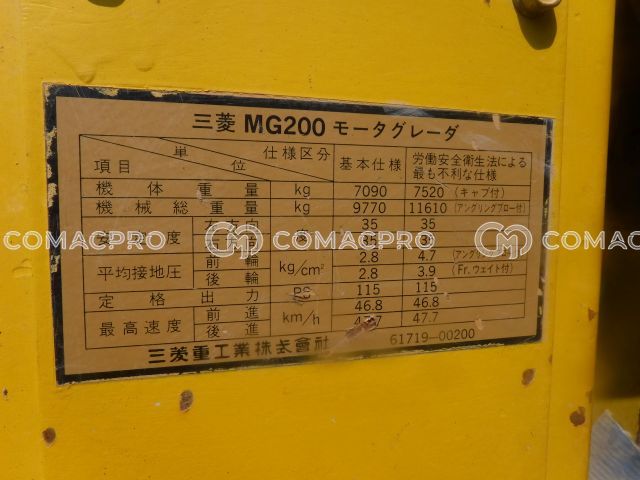 三菱 MG200 モータグレーダ
項目 単位 仕様区分 基本仕様 労働安全衛生法による
最も不利な仕様
機体重量 kg 7090 7520 (キャブ付)
機械総重量 kg 9770 11610 (アングリングプロー付)
度 35 35
COMACPRO COMACPRO COMAC
平均接地圧 前輪 kg/cm² 2.8 4.7
後輪 2.8 3.9 (Fr.ウェイト付)
定格出力 PS 115 115
最高速度 前進 km/h 46.8 46.8
後進 47.7 47.7
三菱重工業株式會社 61719-00200